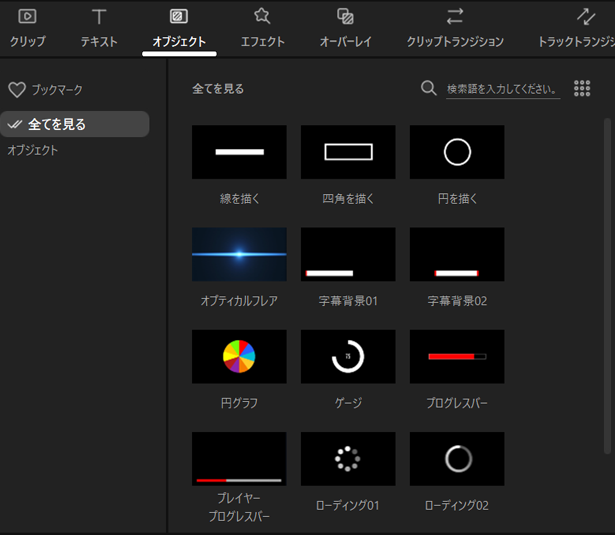 クリップ テキスト オブジェクト エフェクト オーバーレイ クリップトランジション トラックトランジシ
ブックマーク
全てを見る
オブジェクト
全てを見る 検索語を入力してください。
線を描く 四角を描く 円を描く
オプティカルフレア 字幕背景01 字幕背景02
75
円グラフ ゲージ プログレスバー
プレイヤー
プログレスバー ローディング01 ローディング02